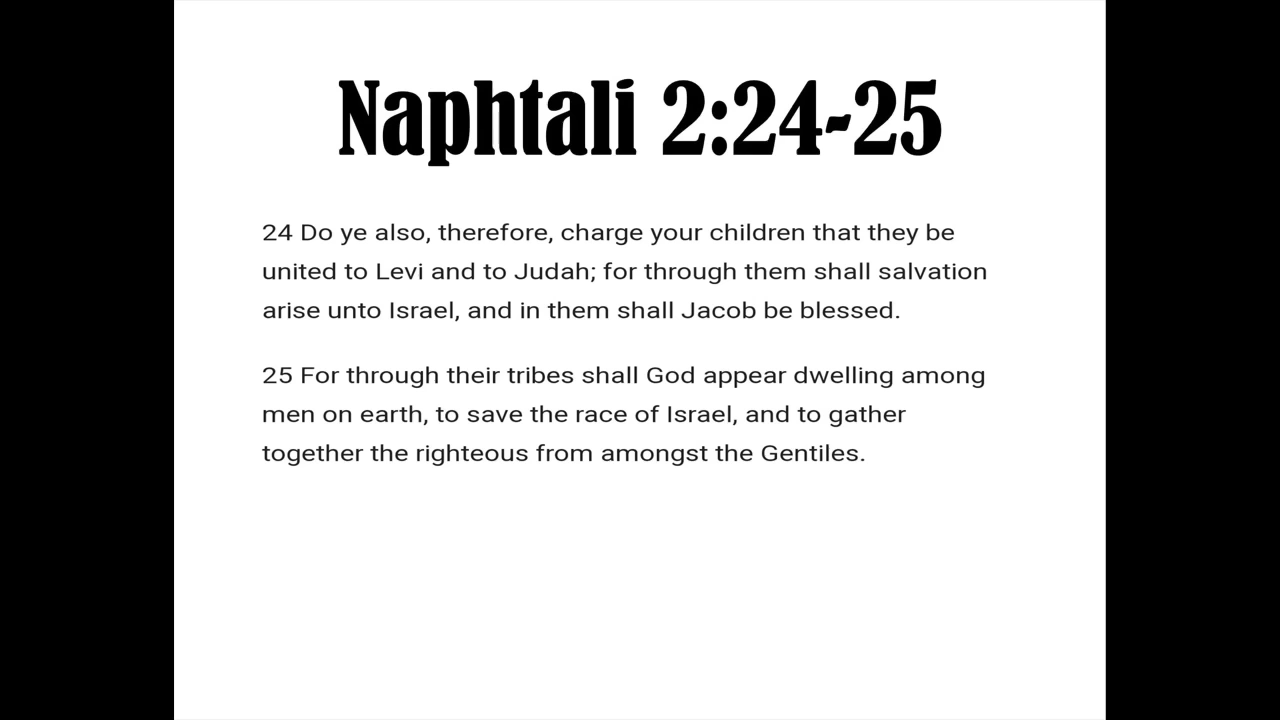 Naphtali 2:24-25
24 Do ye also, therefore, charge your children that they be
united to Levi and to Judah; for through them shall salvation
arise unto Israel, and in them shall Jacob be blessed.
25 For through their tribes shall God appear dwelling among
men on earth, to save the race of Israel, and to gather
together the righteous from amongst the Gentiles.